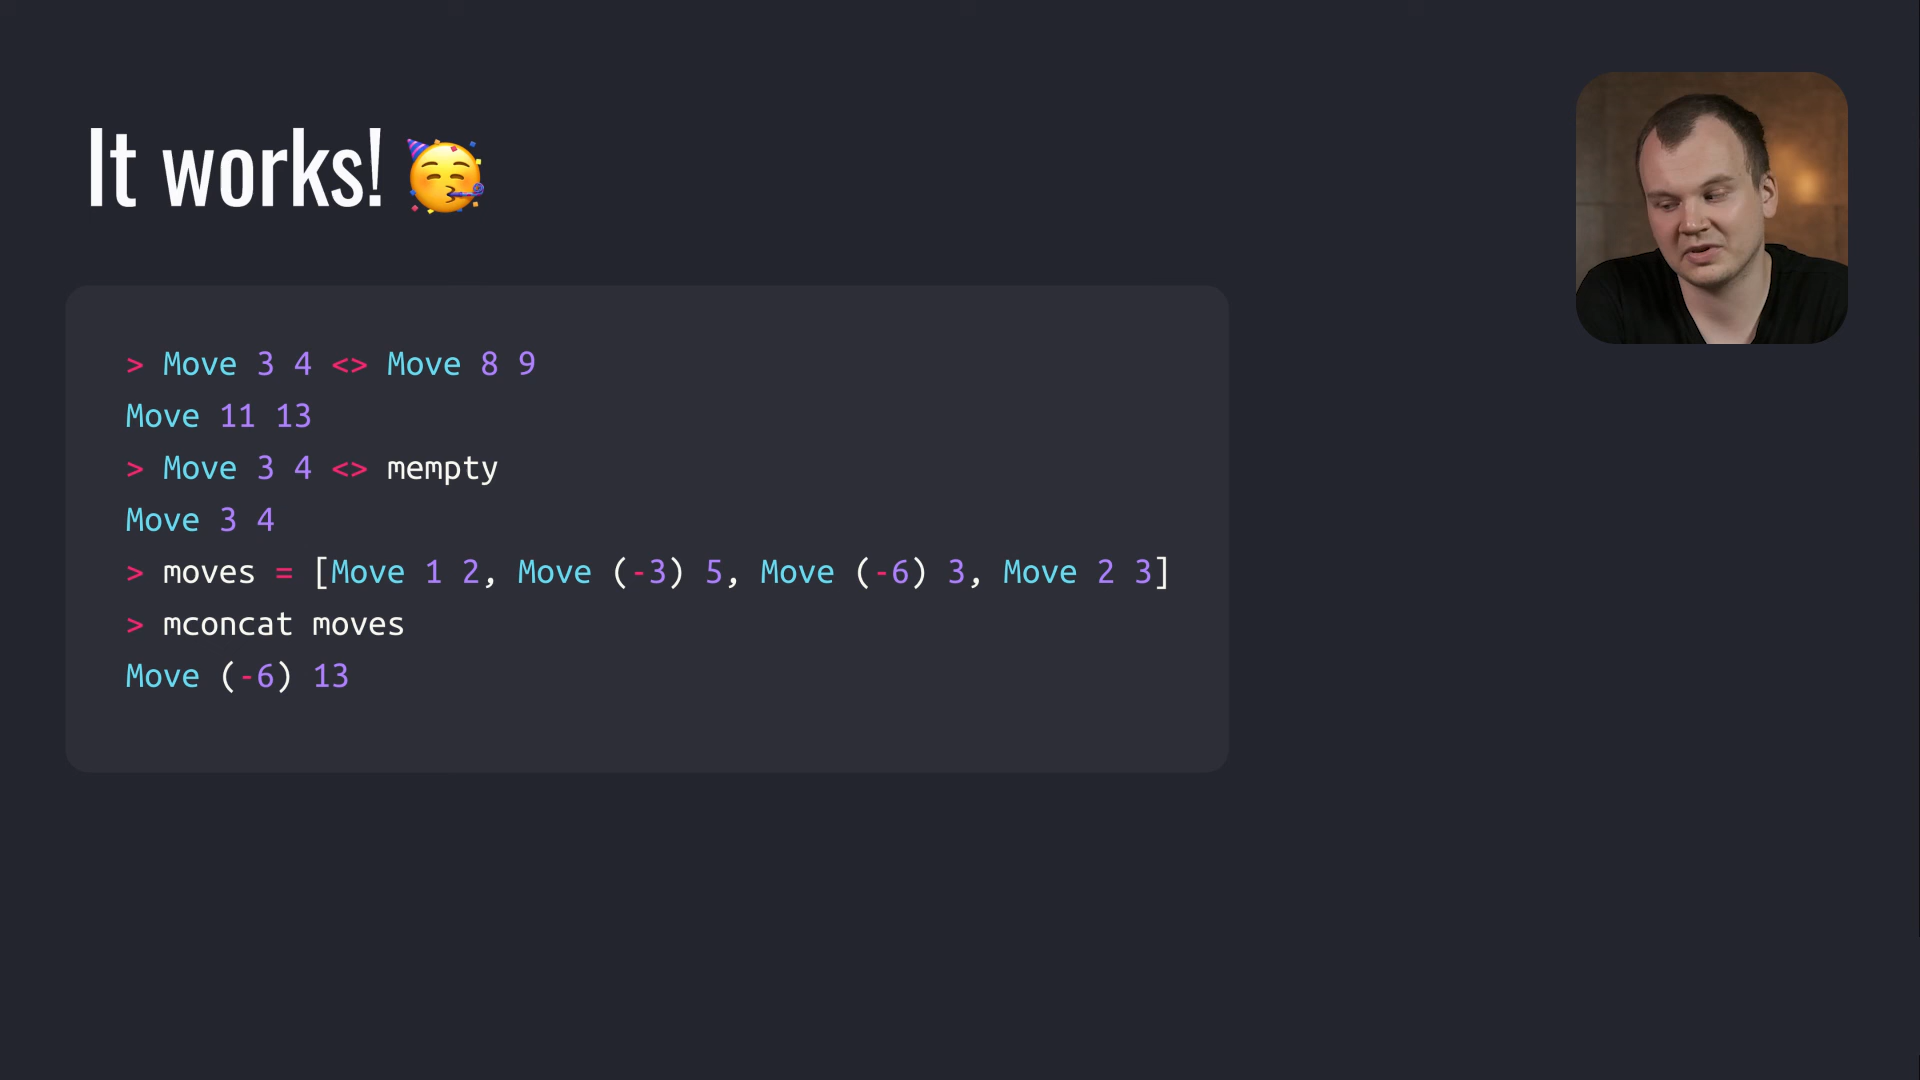 It works! 🥳
> Move 3 4 <> Move 8 9
Move 11 13
> Move 3 4 <> mempty
Move 3 4
> moves = [Move 1 2, Move (-3) 5, Move (-6) 3, Move 2 3]
> mconcat moves
Move (-6) 13